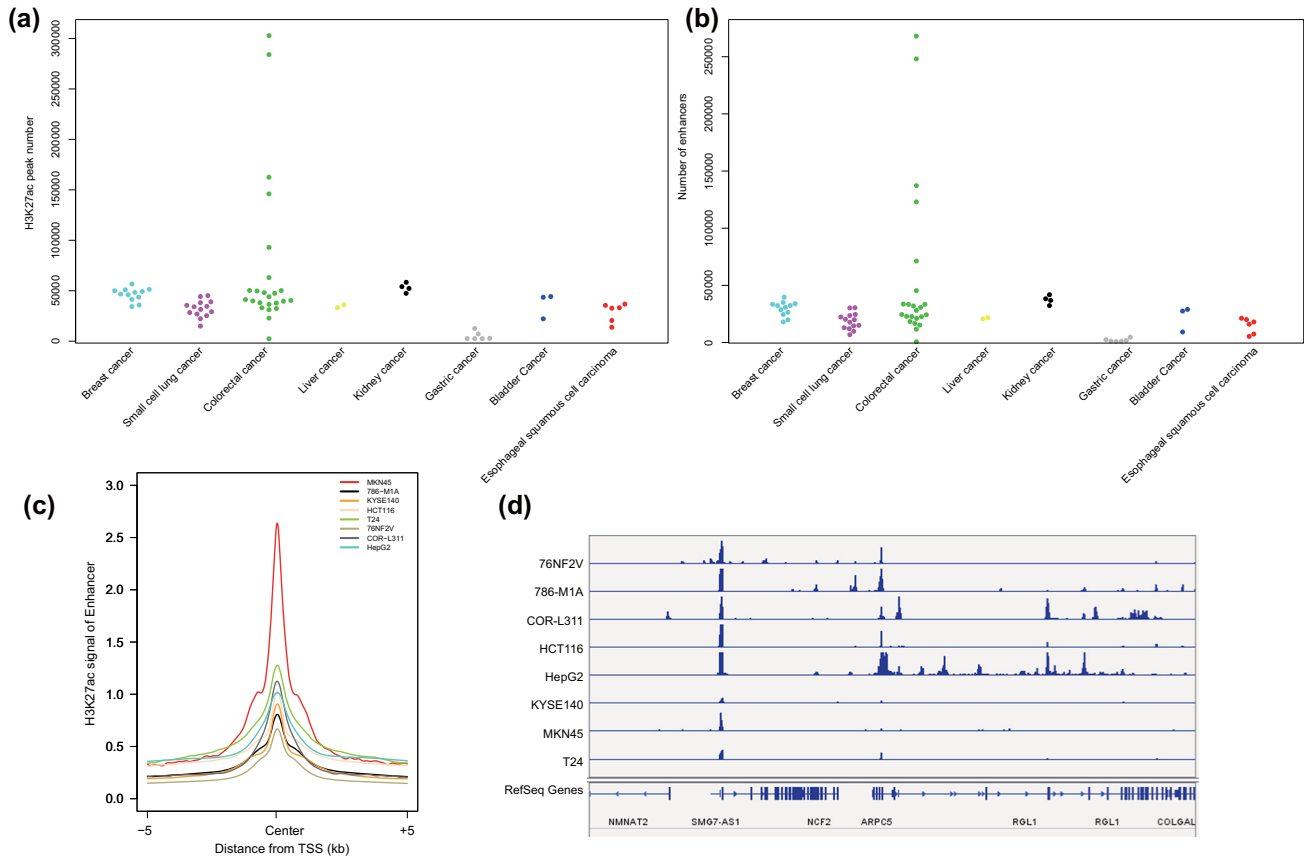 (a)
H3K27ac peak number
300000
250000
200000
150000
100000
50000
0
Breast cancer
Small cell lung cancer
Colorectal cancer
Liver cancer
Kidney cancer
Gastric cancer
Bladder Cancer
Esophageal squamous cell carcinoma
(b)
Number of enhancers
250000
200000
150000
100000
50000
0
Breast cancer
Small cell lung cancer
Colorectal cancer
Liver cancer
Kidney cancer
Gastric cancer
Bladder Cancer
Esophageal squamous cell carcinoma
(c)
H3K27ac signal of Enhancer
3.0
2.5
2.0
1.5
1.0
0.5
0.0
MKN45
786−M1A
KYSE140
HCT116
T24
76NF2V
COR−L311
HepG2
−5
Center
+5
Distance from TSS (kb)
(d)
76NF2V
786-M1A
COR-L311
HCT116
HepG2
KYSE140
MKN45
T24
RefSeq Genes
NMNAT2 SMG7-AS1 NCF2 ARPC5 RGL1 RGL1 COLGAL